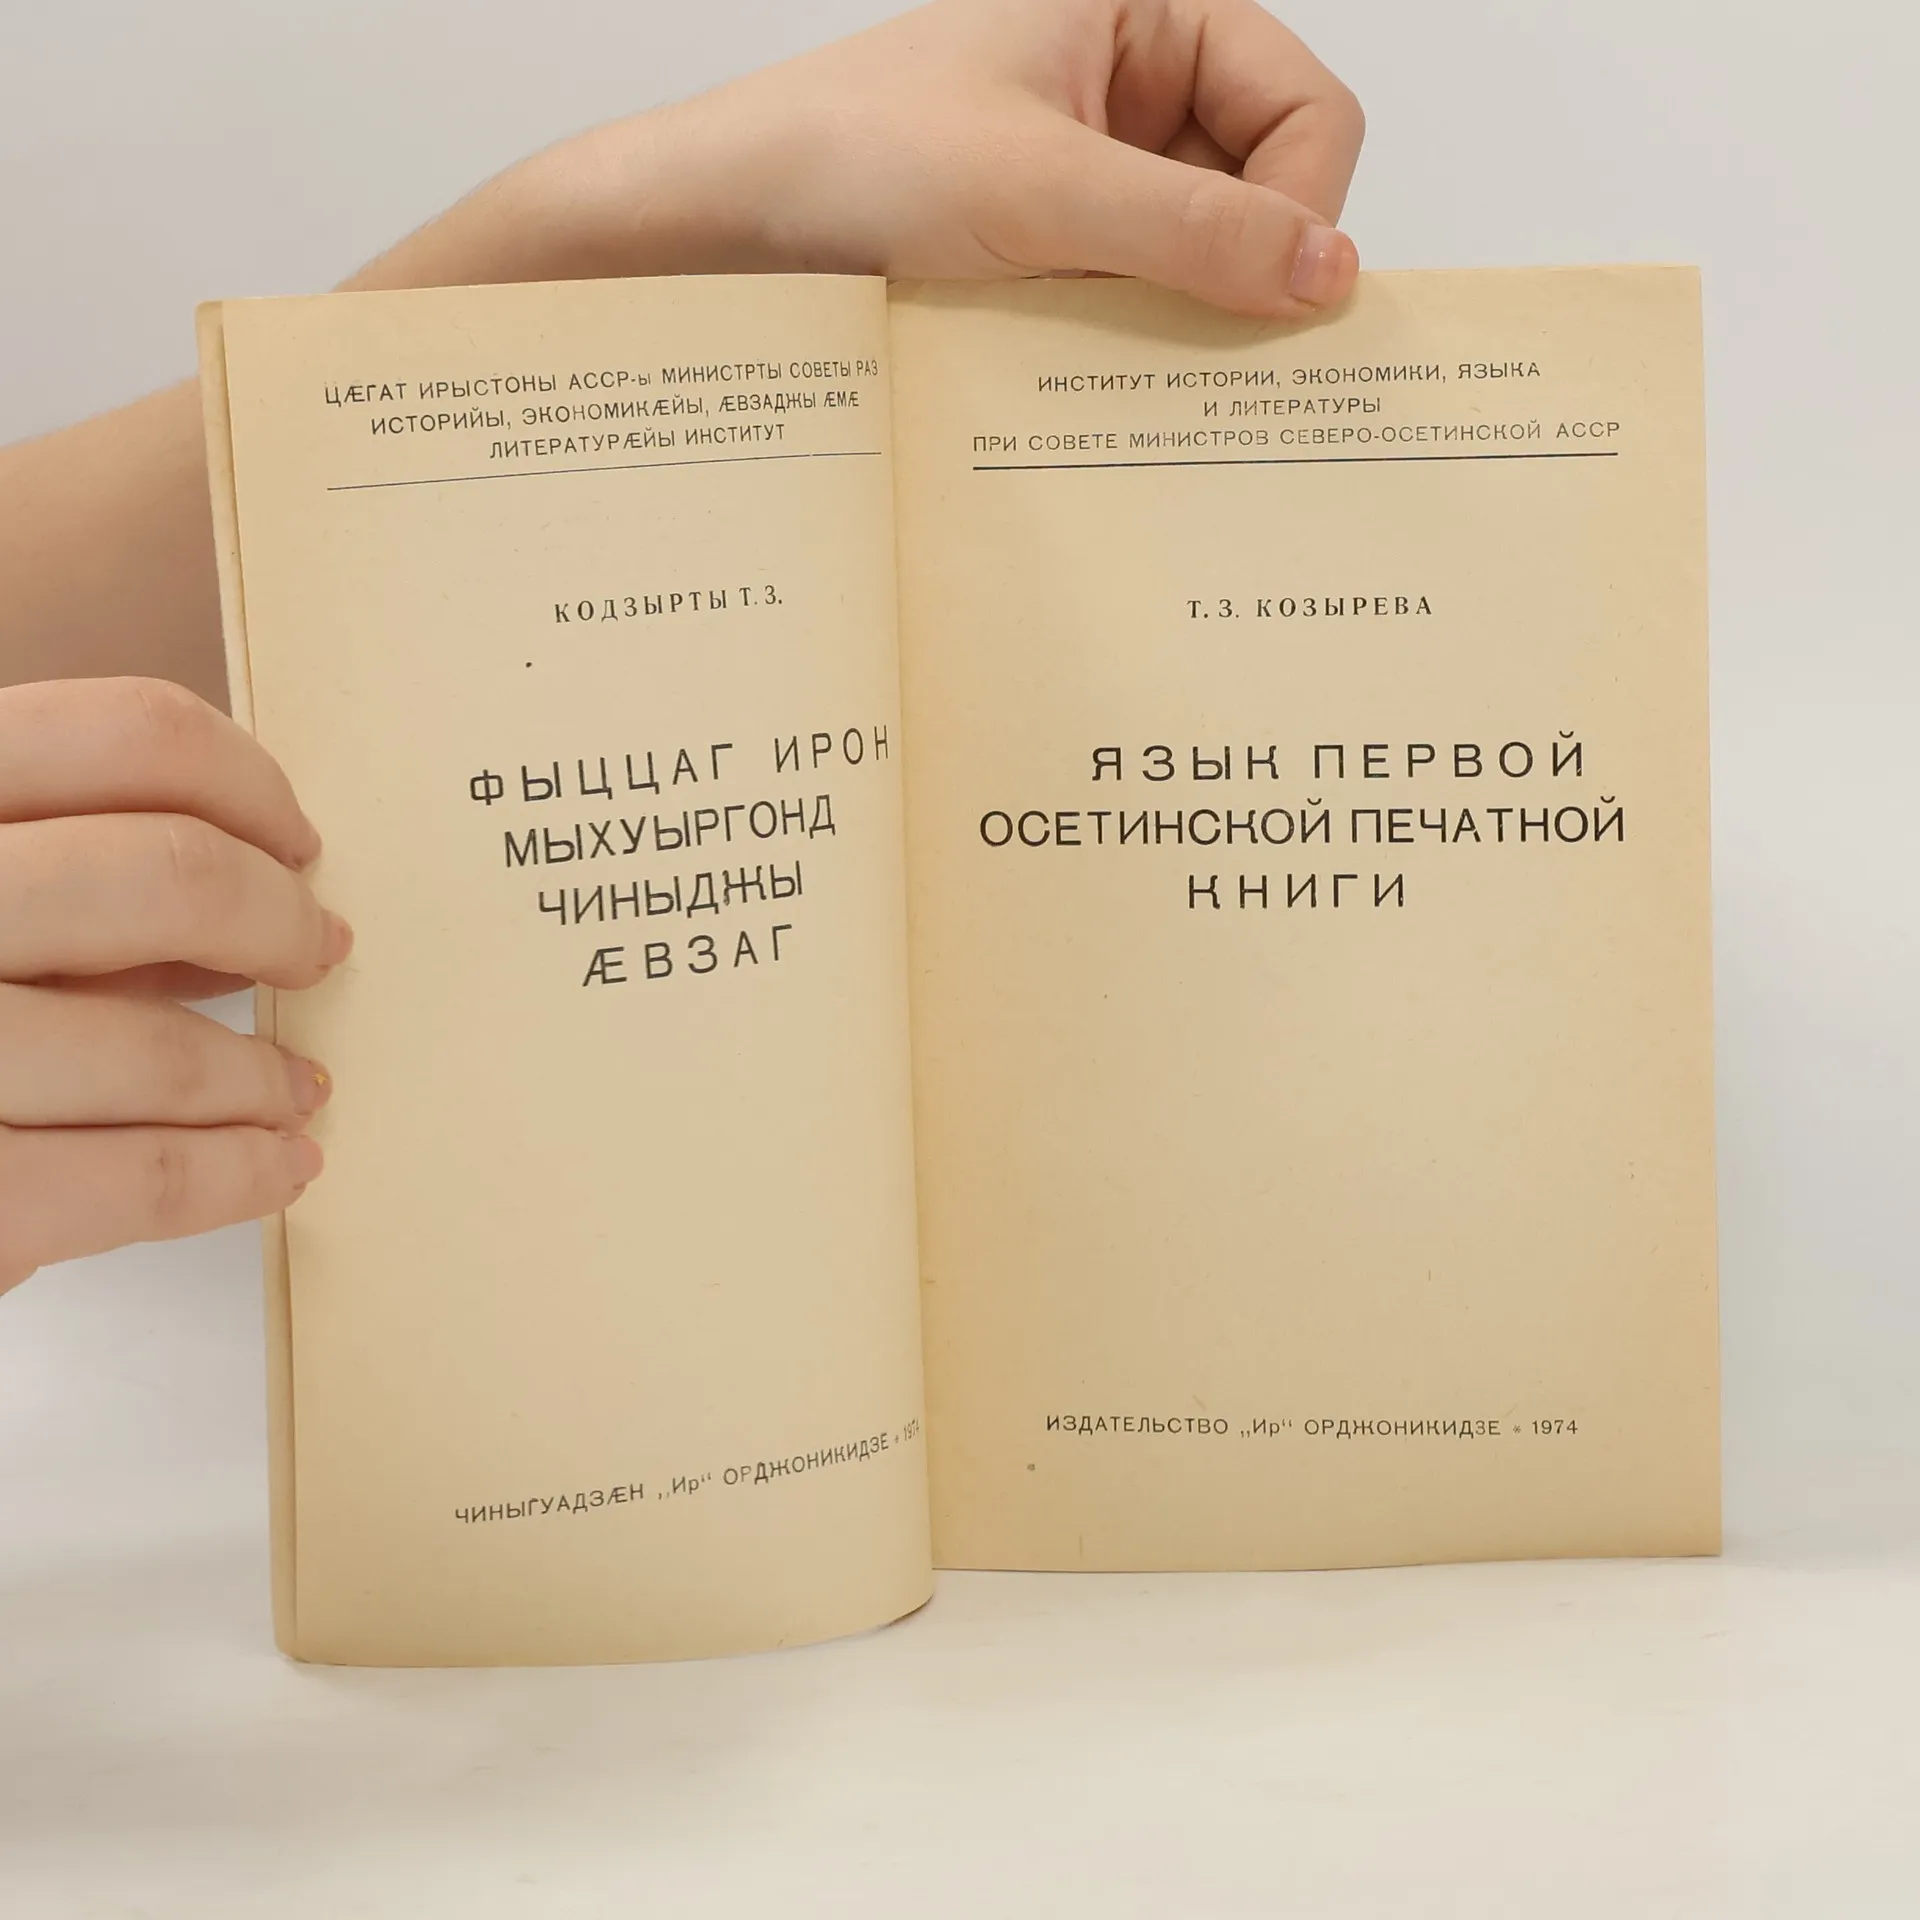 ЦÆГАТ ИРЫСТОНЫ АССР-ы МИНИСТРТЫ СОВЕТЫ РАЗ
ИСТОРИЙЫ, ЭКОНОМИКÆЙЫ, ÆВЗАДЖЫ ÆМÆ
ЛИТЕРАТУРÆЙЫ ИНСТИТУТ
КОДЗЫРТЫ Т. З.
ФЫЦЦАГ ИРОН
МЫХУЫРГОНД
ЧИНЫДЖЫ
ÆВЗАГ
ЧИНЫГУАДЗÆН „Ир“ ОРДЖОНИКИДЗЕ * 1974
ИНСТИТУТ ИСТОРИИ, ЭКОНОМИКИ, ЯЗЫКА
И ЛИТЕРАТУРЫ
ПРИ СОВЕТЕ МИНИСТРОВ СЕВЕРО-ОСЕТИНСКОЙ АССР
Т. З. КОЗЫРЕВА
ЯЗЫК ПЕРВОЙ
ОСЕТИНСКОЙ ПЕЧАТНОЙ
КНИГИ
ИЗДАТЕЛЬСТВО „Ир“ ОРДЖОНИКИДЗЕ * 1974